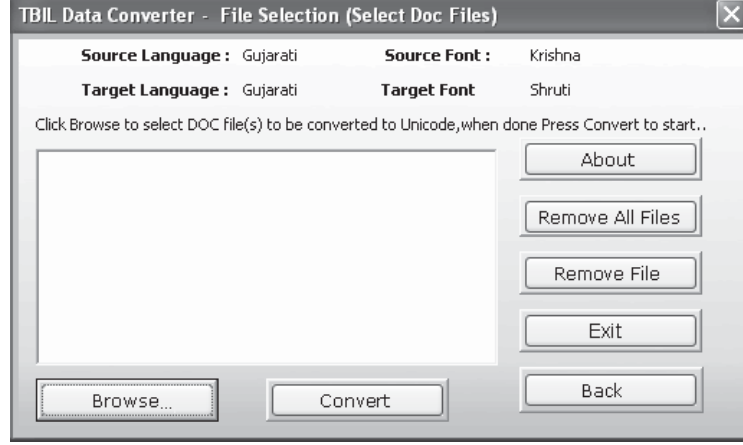 TBIL Data Converter - File Selection (Select Doc Files)
Source Language : Gujarati Source Font : Krishna
Target Language : Gujarati Target Font Shruti
Click Browse to select DOC file(s) to be converted to Unicode,when done Press Convert to start..
About
Remove All Files
Remove File
Exit
Browse... Convert Back